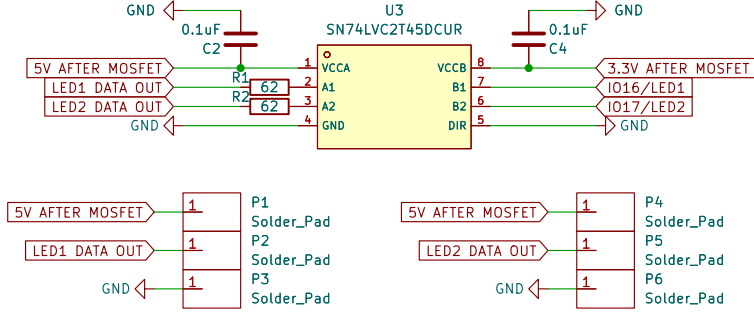 GND
U3
GND
0.1uF
SN74LVC2T45DCUR
0.1uF
C2
C4
5V AFTER MOSFET
1
VCCA
VCCB
8
3.3V AFTER MOSFET
R1
LED1 DATA OUT
62
2
A1
B1
7
IO16/LED1
R2
LED2 DATA OUT
62
3
A2
B2
6
IO17/LED2
GND
4
GND
DIR
5
GND
5V AFTER MOSFET
1
P1
Solder_Pad
LED1 DATA OUT
1
P2
Solder_Pad
GND
1
P3
Solder_Pad
5V AFTER MOSFET
1
P4
Solder_Pad
LED2 DATA OUT
1
P5
Solder_Pad
GND
1
P6
Solder_Pad